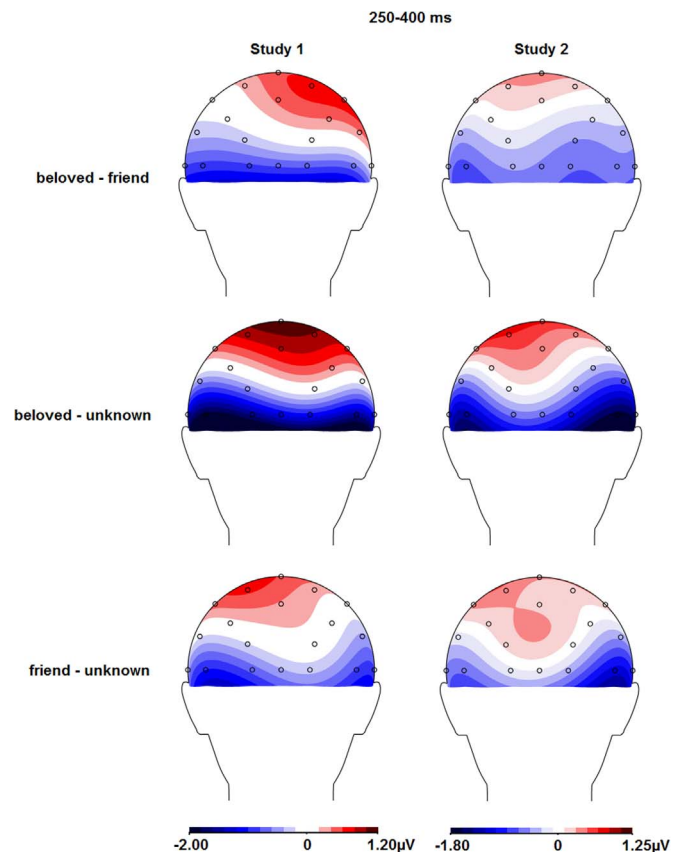 250-400 ms
Study 1 Study 2
beloved - friend
beloved - unknown
friend - unknown
-2.00 0 1.20µV -1.80 0 1.25µV